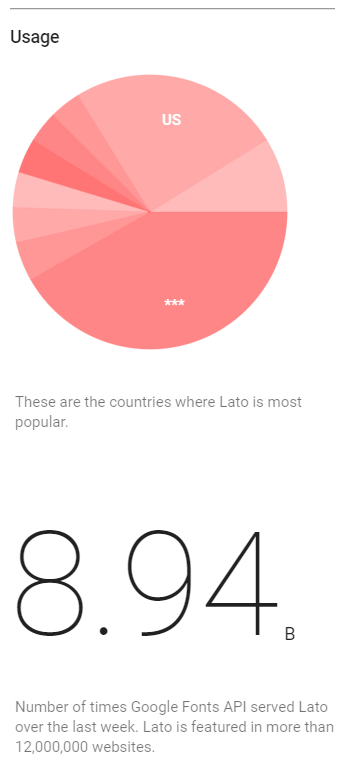 Usage
US
***
These are the countries where Lato is most
popular.
8.94 B
Number of times Google Fonts API served Lato
over the last week. Lato is featured in more than
12,000,000 websites.